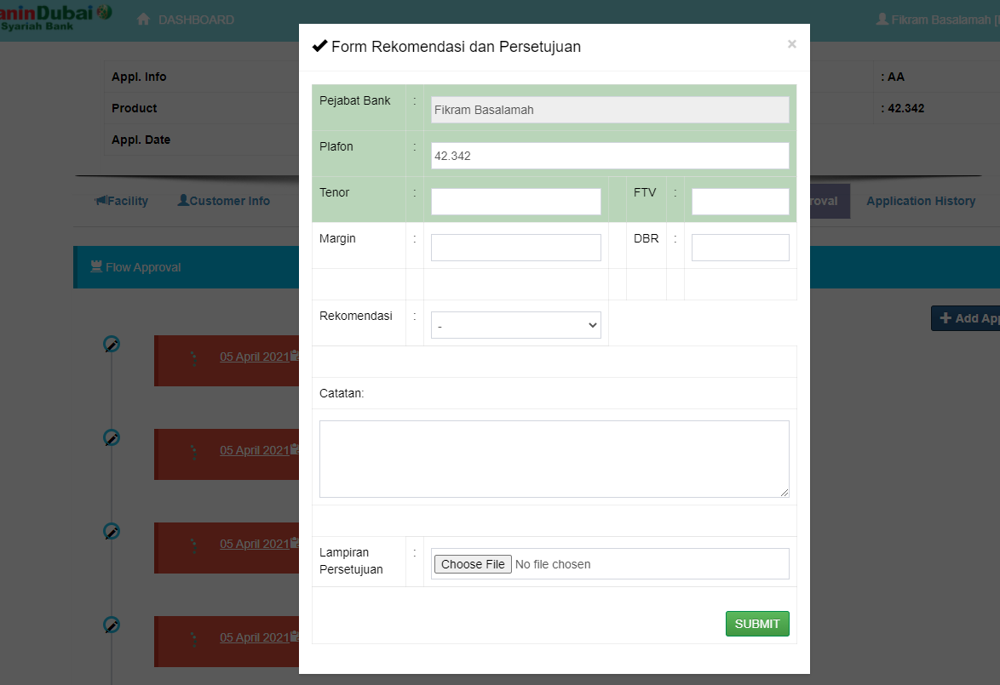 aninDubai
Syariah Bank
DASHBOARD
Fikram Basalamah [
Form Rekomendasi dan Persetujuan
×
Appl. Info
: AA
Product
: 42.342
Appl. Date
Pejabat Bank : Fikram Basalamah
Plafon : 42.342
Tenor : FTV :
Margin : DBR :
Facility
Customer Info
roval
Application History
Flow Approval
Rekomendasi : -
Add App
Catatan:
05 April 2021
05 April 2021
05 April 2021
05 April 2021
Lampiran
Persetujuan
: Choose File No file chosen
SUBMIT